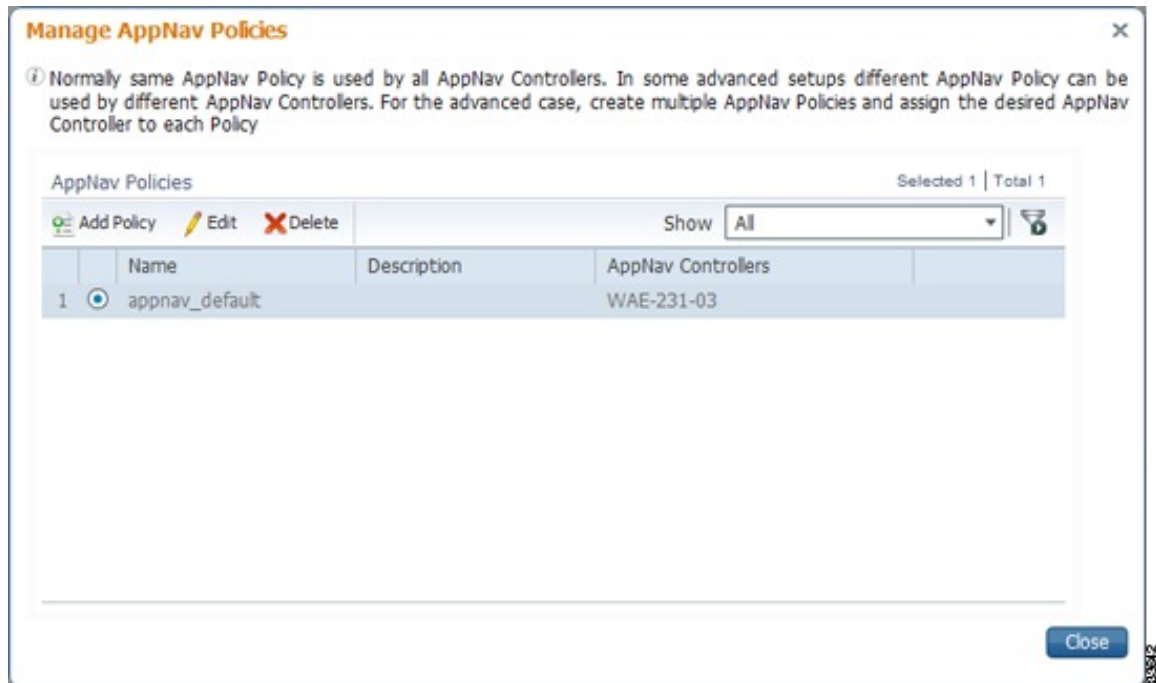 Manage AppNav Policies
Normally same AppNav Policy is used by all AppNav Controllers. In some advanced setups different AppNav Policy can be
used by different AppNav Controllers. For the advanced case, create multiple AppNav Policies and assign the desired AppNav
Controller to each Policy
AppNav Policies Selected 1 | Total 1
Add Policy Edit Delete Show All
Name Description AppNav Controllers
1 appnav_default WAE-231-03
Close